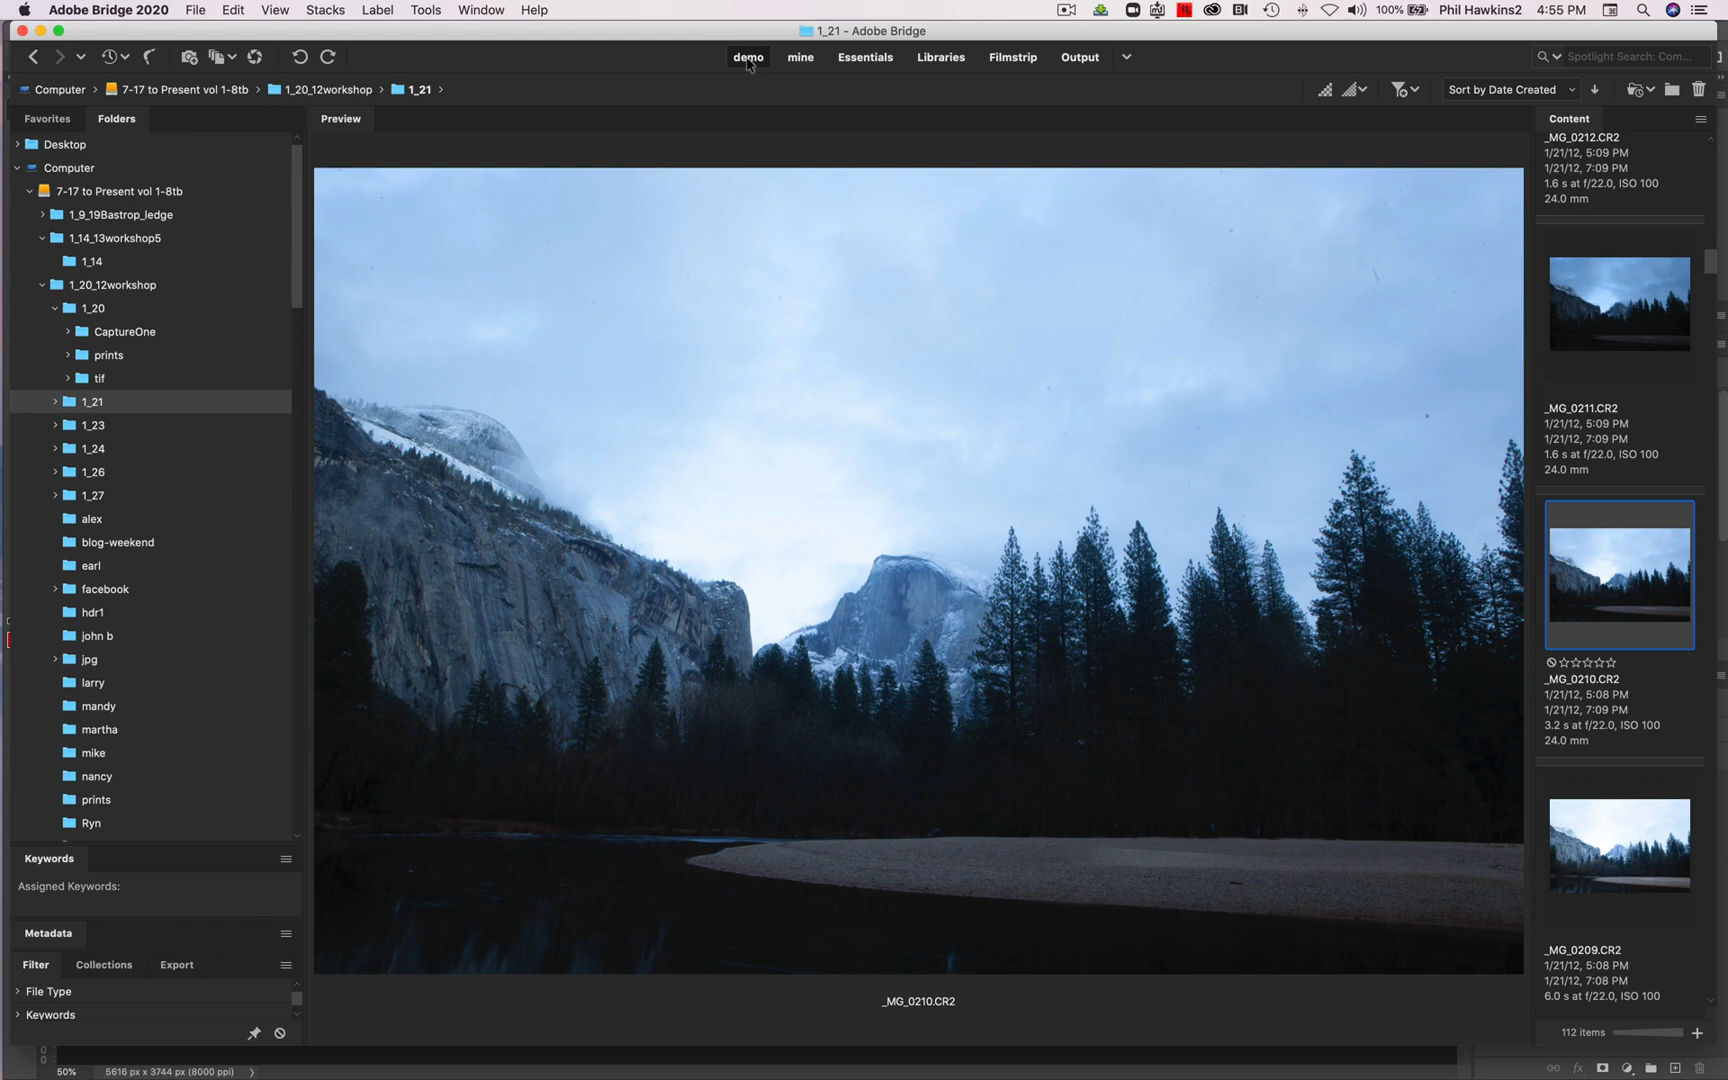 Adobe Bridge 2020 File Edit View Stacks Label Tools Window Help 100% Phil Hawkins2 4:55 PM
1_21 - Adobe Bridge
demo mine Essentials Libraries Filmstrip Output Spotlight Search: Com...
Computer 7-17 to Present vol 1-8tb 1_20_12workshop 1_21 Sort by Date Created
Favorites Folders
Desktop
Computer
7-17 to Present vol 1-8tb
1_9_19Bastrop_ledge
1_14_13workshop5
1_14
1_20_12workshop
1_20
CaptureOne
prints
tif
1_21
1_23
1_24
1_26
1_27
alex
blog-weekend
earl
facebook
hdr1
john b
jpg
larry
mandy
martha
mike
nancy
prints
Ryn
Keywords
Assigned Keywords:
Metadata
Filter Collections Export
File Type
Keywords
Preview
_MG_0210.CR2
Content
_MG_0212.CR2
1/21/12, 5:09 PM
1/21/12, 7:09 PM
1.6 s at f/22.0, ISO 100
24.0 mm
_MG_0211.CR2
1/21/12, 5:09 PM
1/21/12, 7:09 PM
1.6 s at f/22.0, ISO 100
24.0 mm
_MG_0210.CR2
1/21/12, 5:08 PM
1/21/12, 7:09 PM
3.2 s at f/22.0, ISO 100
24.0 mm
_MG_0209.CR2
1/21/12, 5:08 PM
1/21/12, 7:08 PM
6.0 s at f/22.0, ISO 100
112 items
0
0
50% 5616 px x 3744 px (8000 ppi)
fx